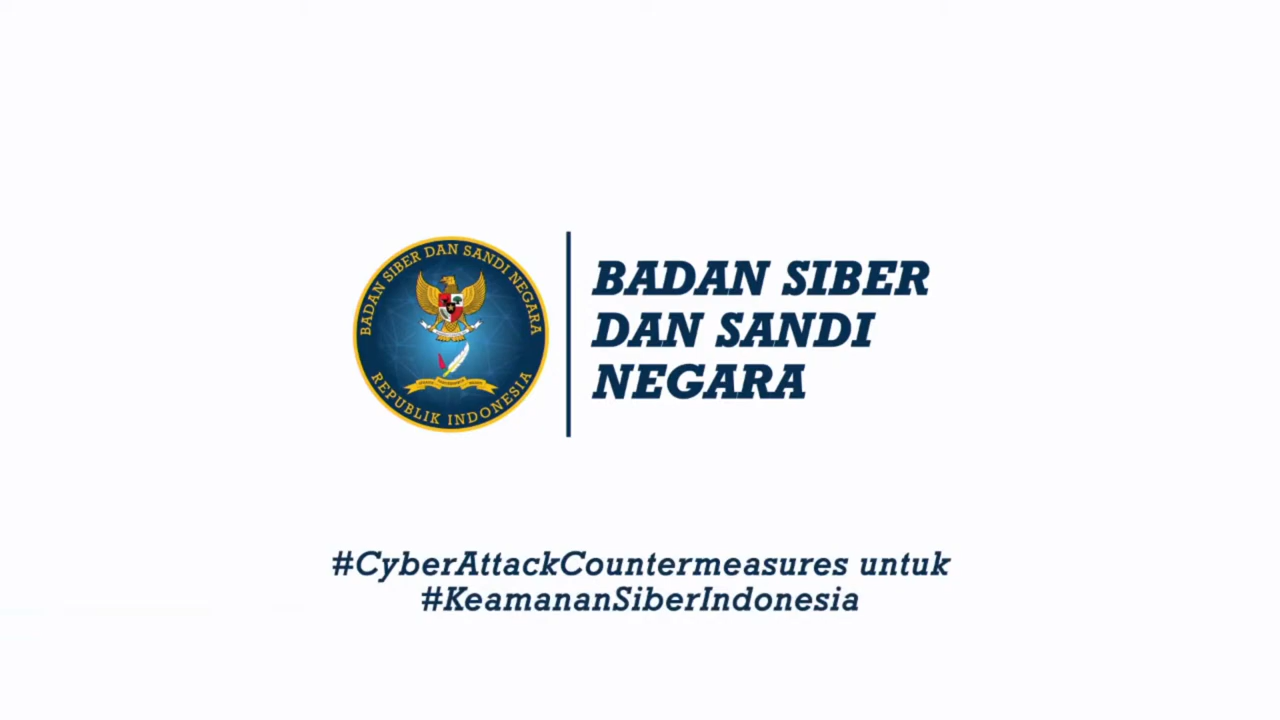 BADAN SIBER DAN SANDI NEGARA
REPUBLIK INDONESIA
BADAN SIBER
DAN SANDI
NEGARA
#CyberAttackCountermeasures untuk
#KeamananSiberIndonesia